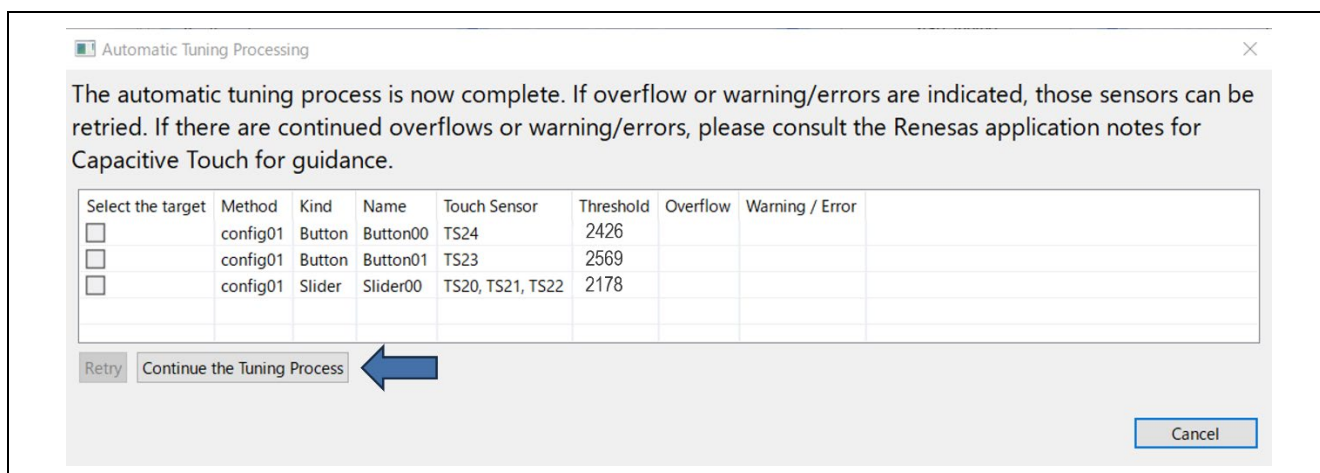 Automatic Tuning Processing
The automatic tuning process is now complete. If overflow or warning/errors are indicated, those sensors can be
retried. If there are continued overflows or warning/errors, please consult the Renesas application notes for
Capacitive Touch for guidance.
Select the target Method Kind Name Touch Sensor Threshold Overflow Warning / Error
config01 Button Button00 TS24 2426
config01 Button Button01 TS23 2569
config01 Slider Slider00 TS20, TS21, TS22 2178
Retry Continue the Tuning Process
Cancel